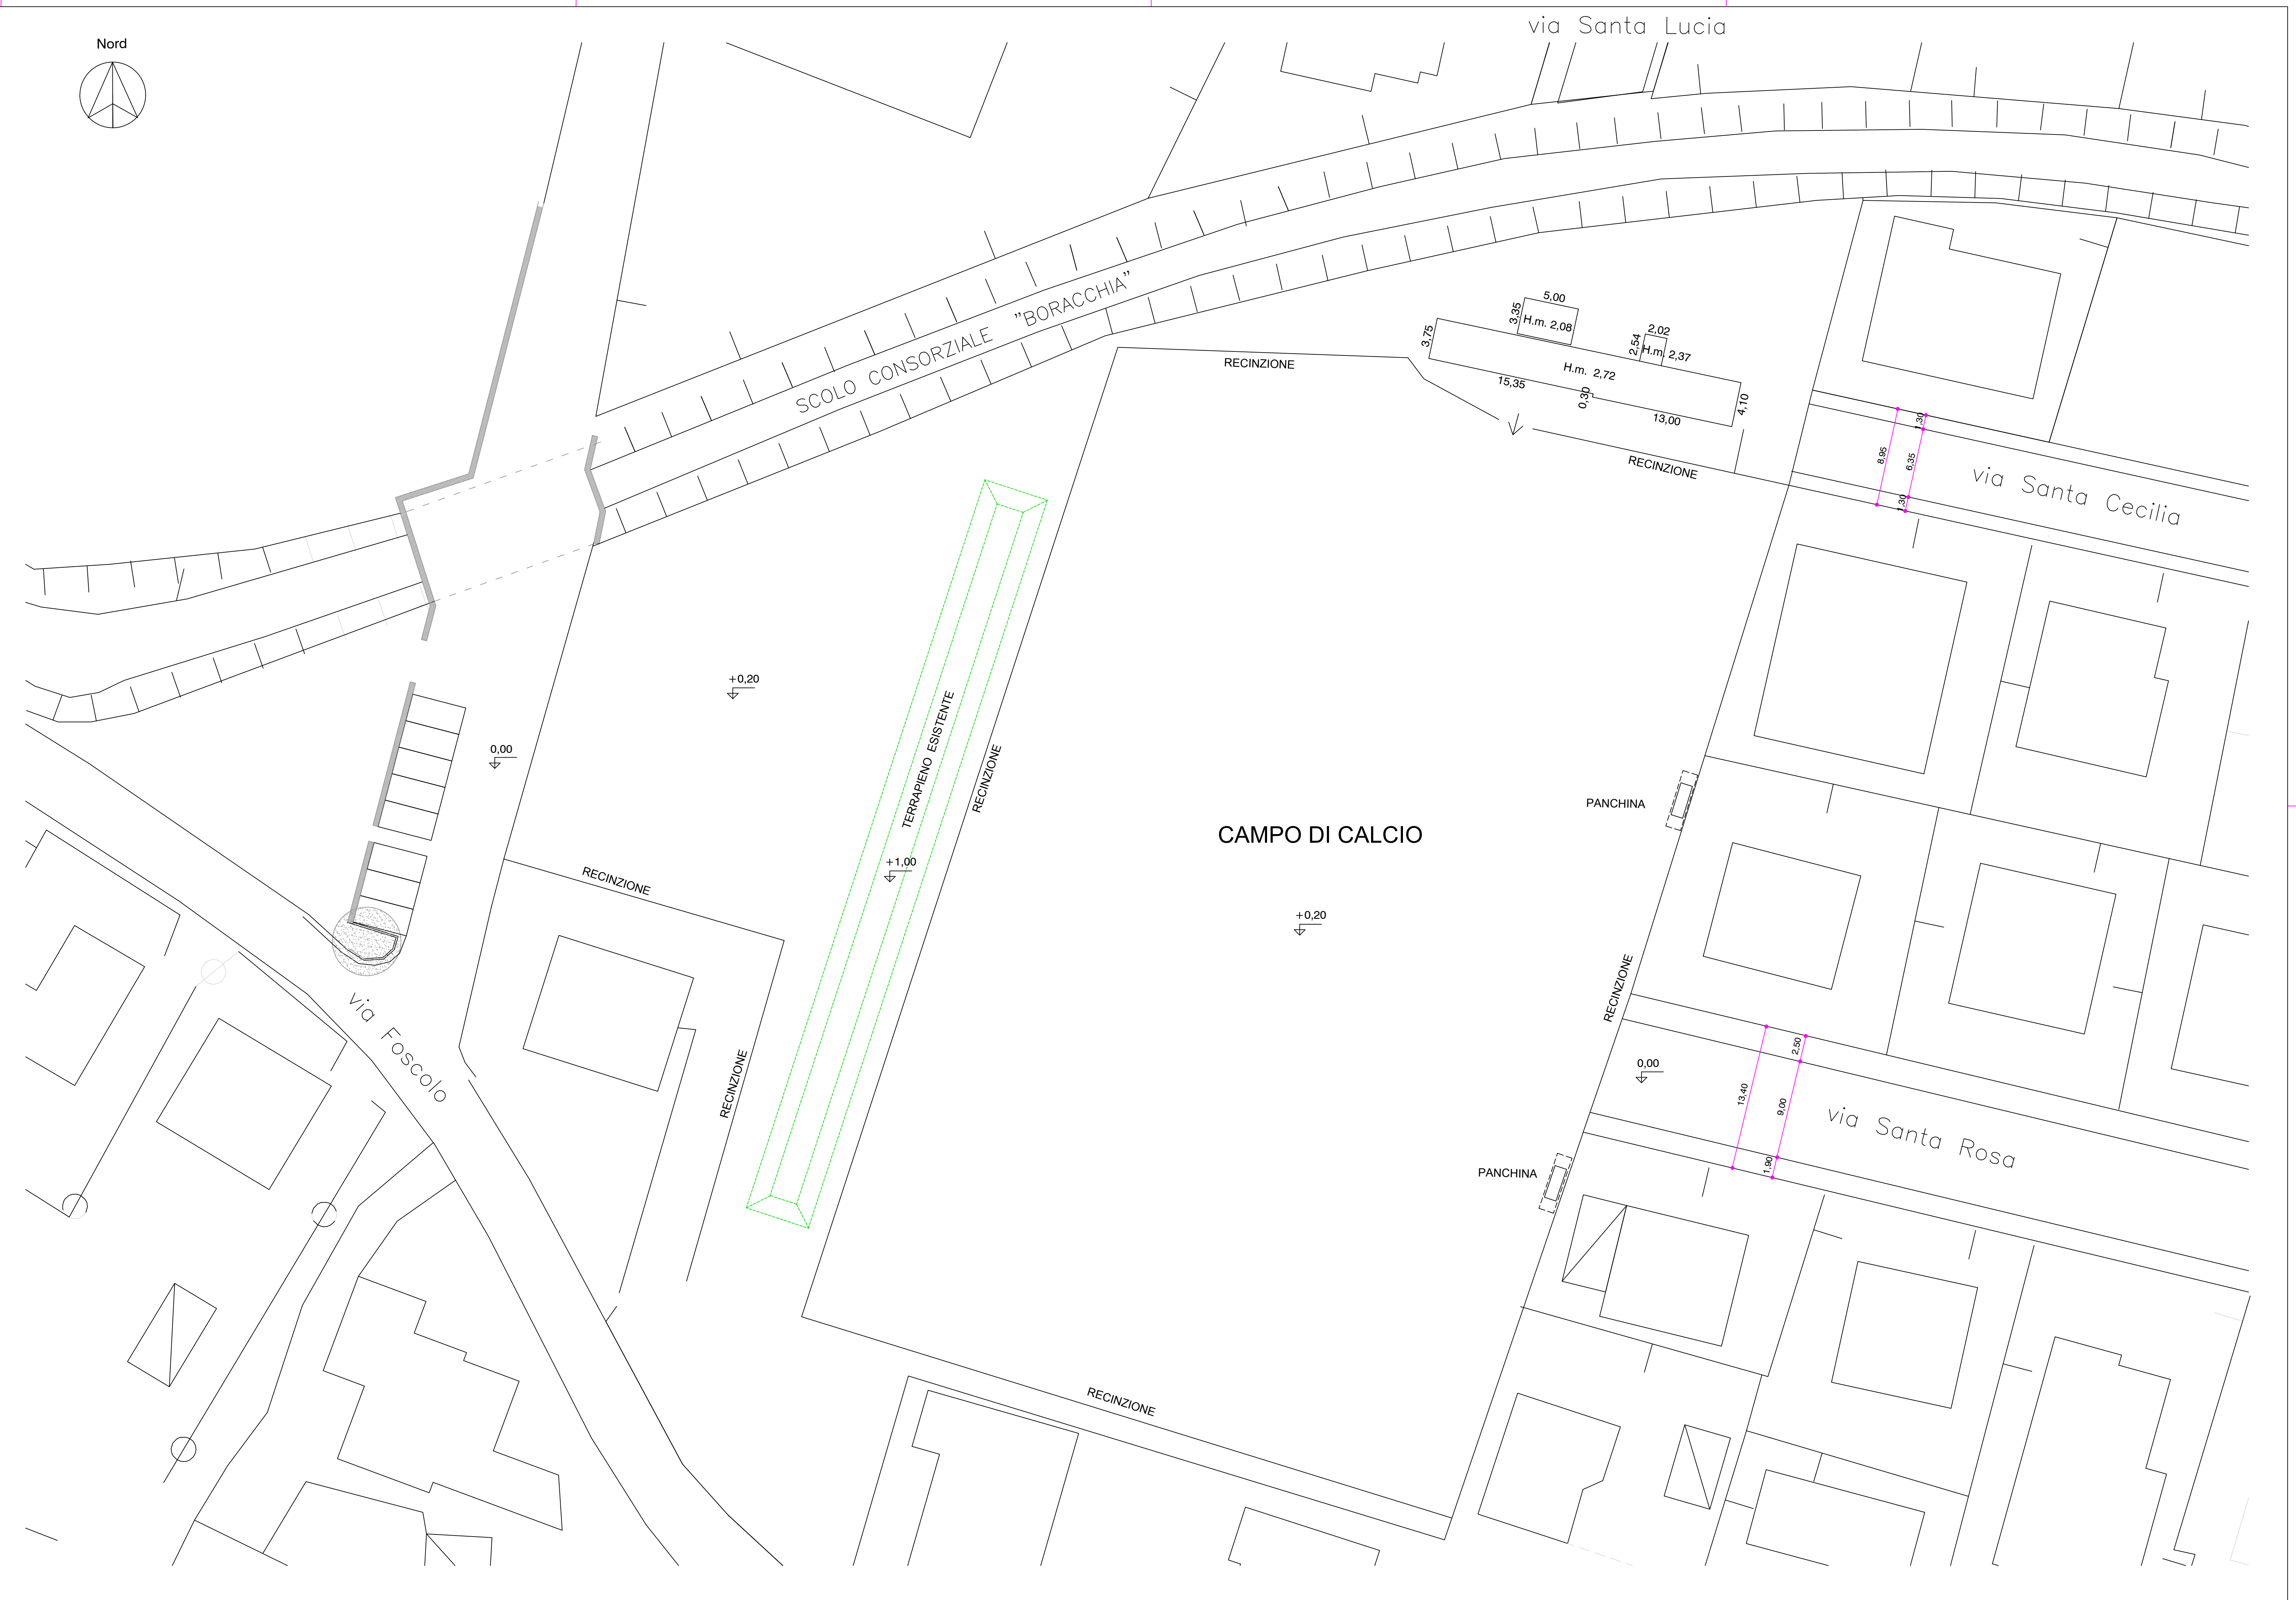 via Santa Lucia
Nord
SCOLO CONSORZIALE "BORACCHIA"
5,00
3,35
H.m. 2,08
2,02
2,54
H.m. 2,37
3,75
H.m. 2,72
15,35
0,30
13,00
4,10
RECINZIONE
RECINZIONE
1,30
8,95
6,35
1,30
via Santa Cecilia
+0,20
0,00
TERRAPIENO ESISTENTE
RECINZIONE
+1,00
PANCHINA
CAMPO DI CALCIO
+0,20
RECINZIONE
RECINZIONE
via Foscolo
RECINZIONE
0,00
2,50
13,40
9,00
1,90
via Santa Rosa
PANCHINA
RECINZIONE